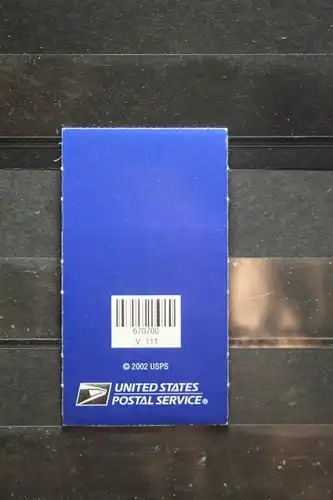 670700
V 111
© 2002 USPS
UNITED STATES
POSTAL SERVICE®